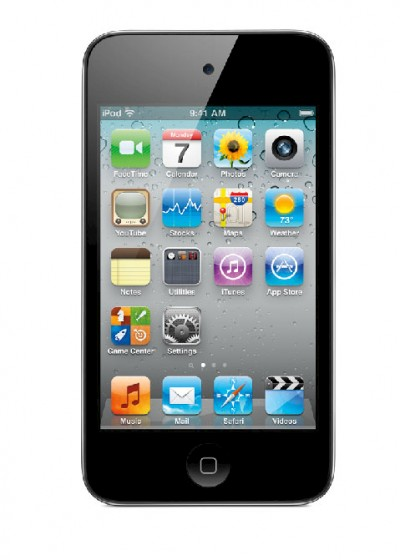 iPod 9:41 AM
Monday
7
FaceTime Calendar Photos Camera
280
73°
YouTube Stocks Maps Weather
Notes Utilities iTunes App Store
Game Center Settings
Music Mail Safari Videos